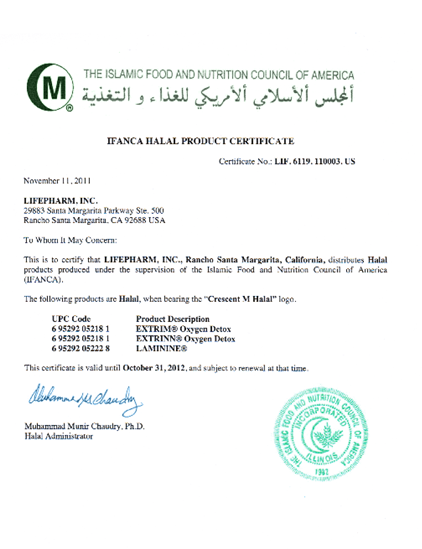 M
®
THE ISLAMIC FOOD AND NUTRITION COUNCIL OF AMERICA
المجلس ألاسلامي ألامريكي للغذاء و التغذية
IFANCA HALAL PRODUCT CERTIFICATE
Certificate No.: LIF. 6119. 110003. US
November 11, 2011
LIFEPHARM, INC.
29883 Santa Margarita Parkway Ste. 500
Rancho Santa Margarita, CA 92688 USA
To Whom It May Concern:
This is to certify that LIFEPHARM, INC., Rancho Santa Margarita, California, distributes Halal
products produced under the supervision of the Islamic Food and Nutrition Council of America
(IFANCA).
The following products are Halal, when bearing the "Crescent M Halal" logo.
UPC Code Product Description
6 95292 05218 1 EXTRIM® Oxygen Detox
6 95292 05218 1 EXTRINN® Oxygen Detox
6 95292 05222 8 LAMININE®
This certificate is valid until October 31, 2012, and subject to renewal at that time.
Muhammad Munir Chaudry, Ph.D.
Halal Administrator
THE ISLAMIC FOOD AND NUTRITION COUNCIL OF AMERICA
INCORPORATED
ILLINOIS
1982